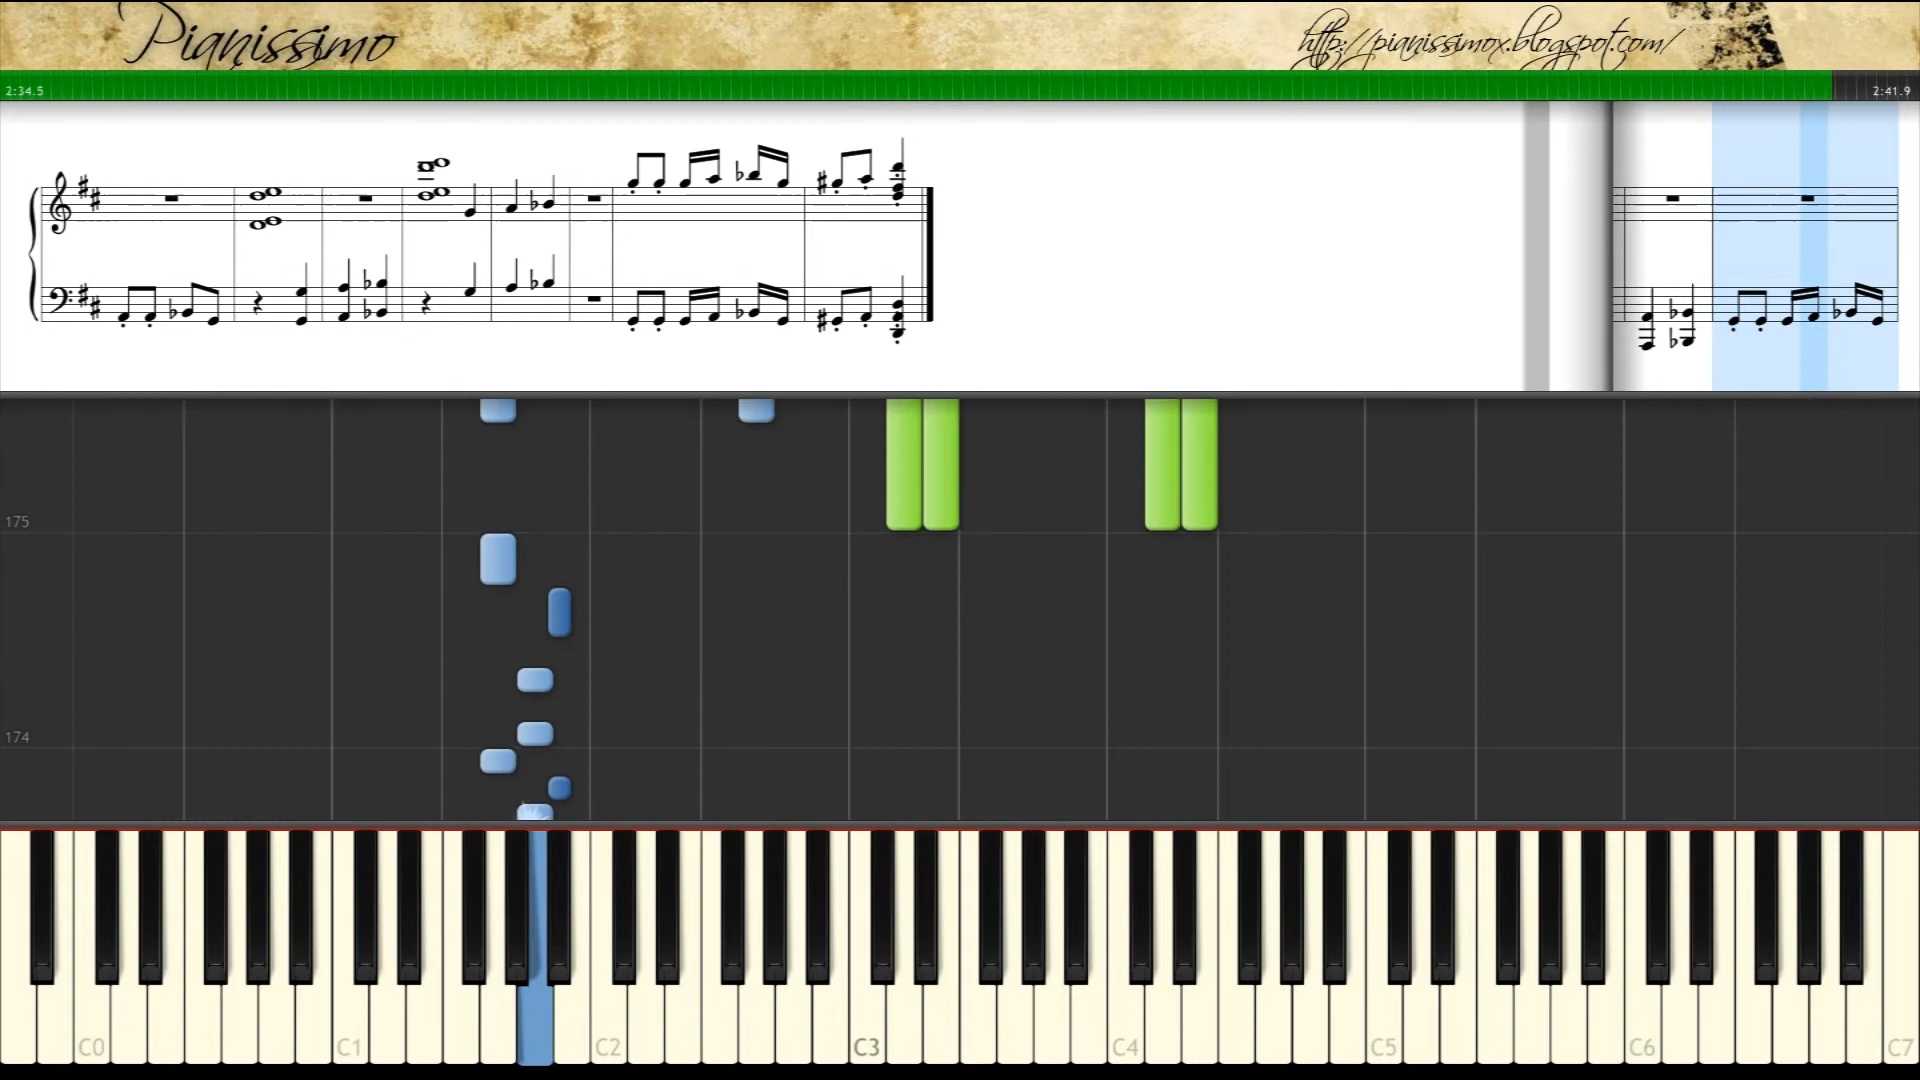 Pianissimo
http://pianissimox.blogspot.com/
2:34.5
2:41.9
175
174
C0
C1
C2
C3
C4
C5
C6
C7